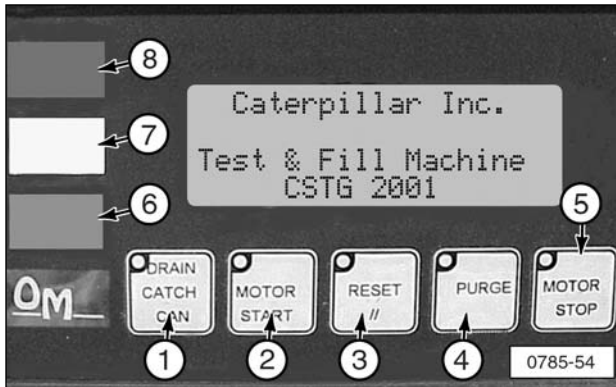 8
Caterpillar Inc.
7
Test & Fill Machine
CSTG 2001
6
5
OM
DRAIN
CATCH
CAN
MOTOR
START
RESET
//
PURGE
MOTOR
STOP
1
2
3
4
0785-54